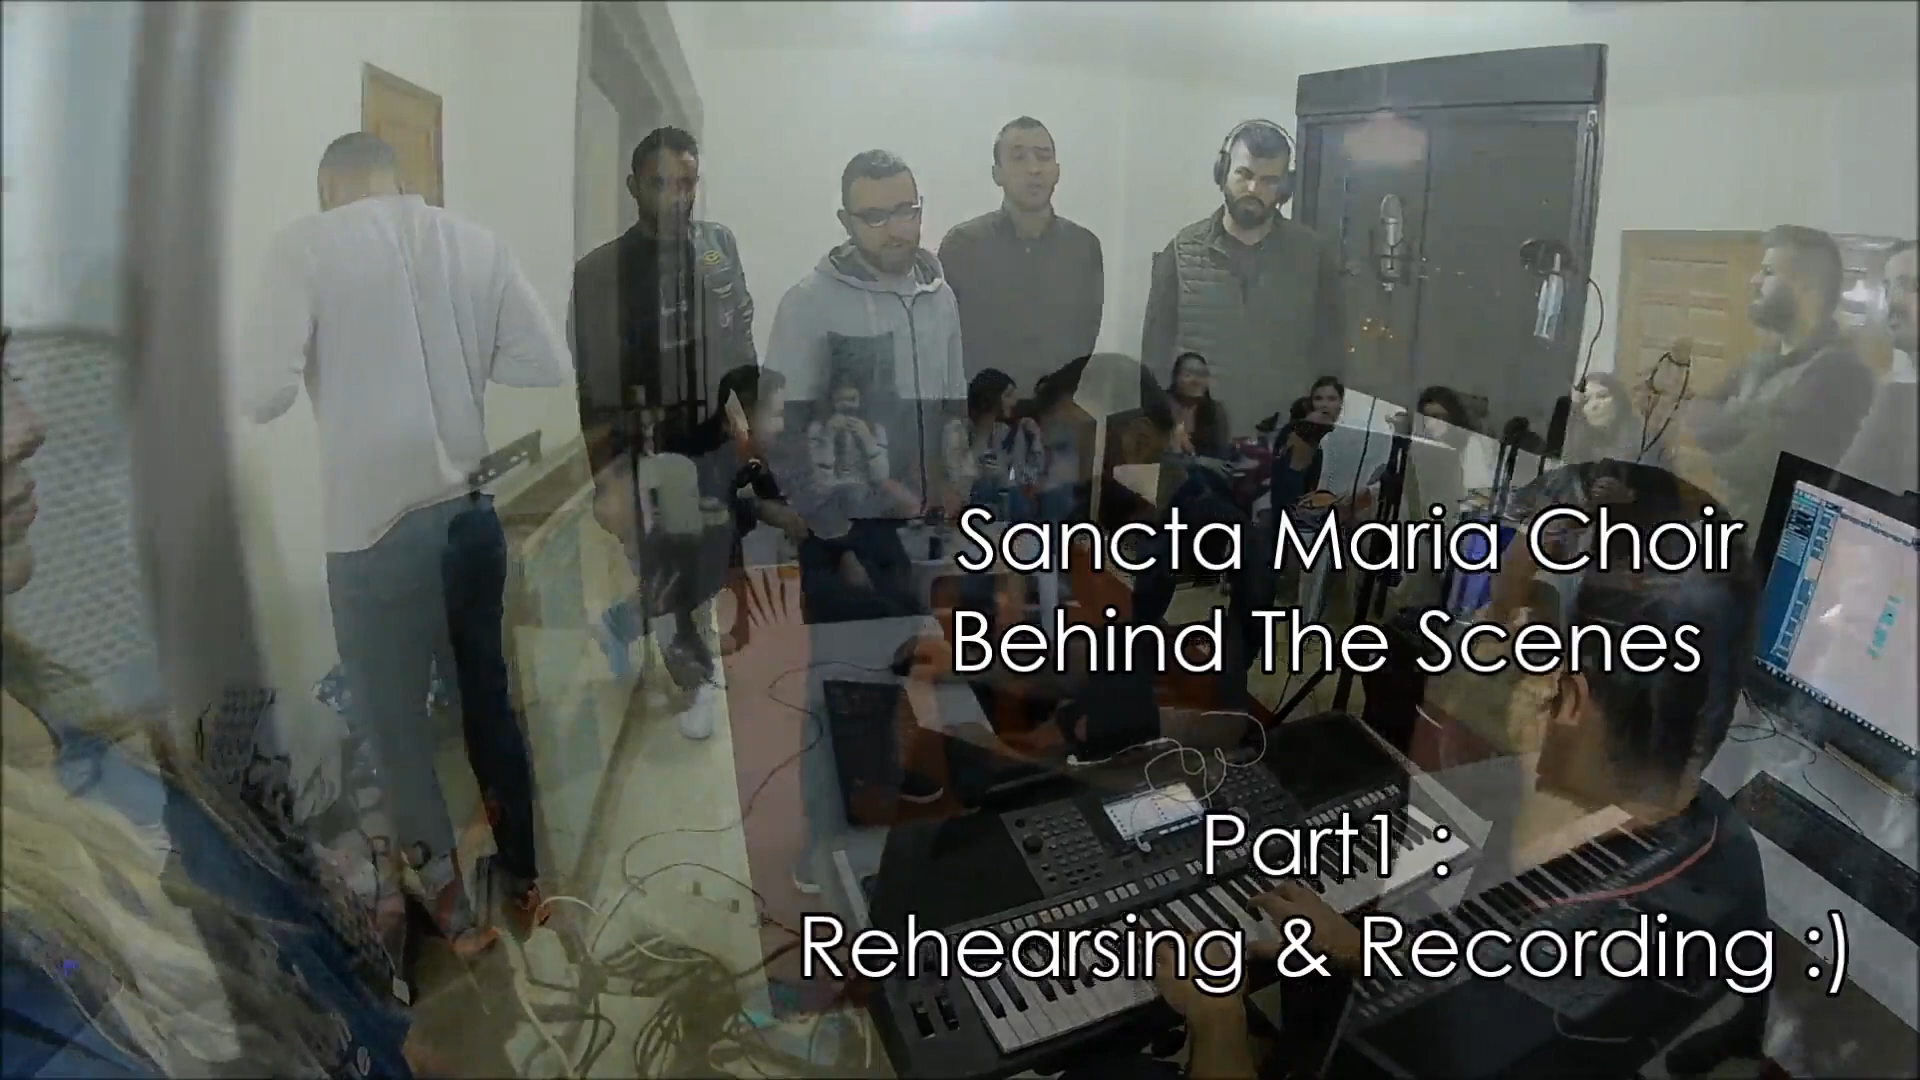 Sancta Maria Choir
Behind The Scenes
Part1 :
Rehearsing & Recording :)